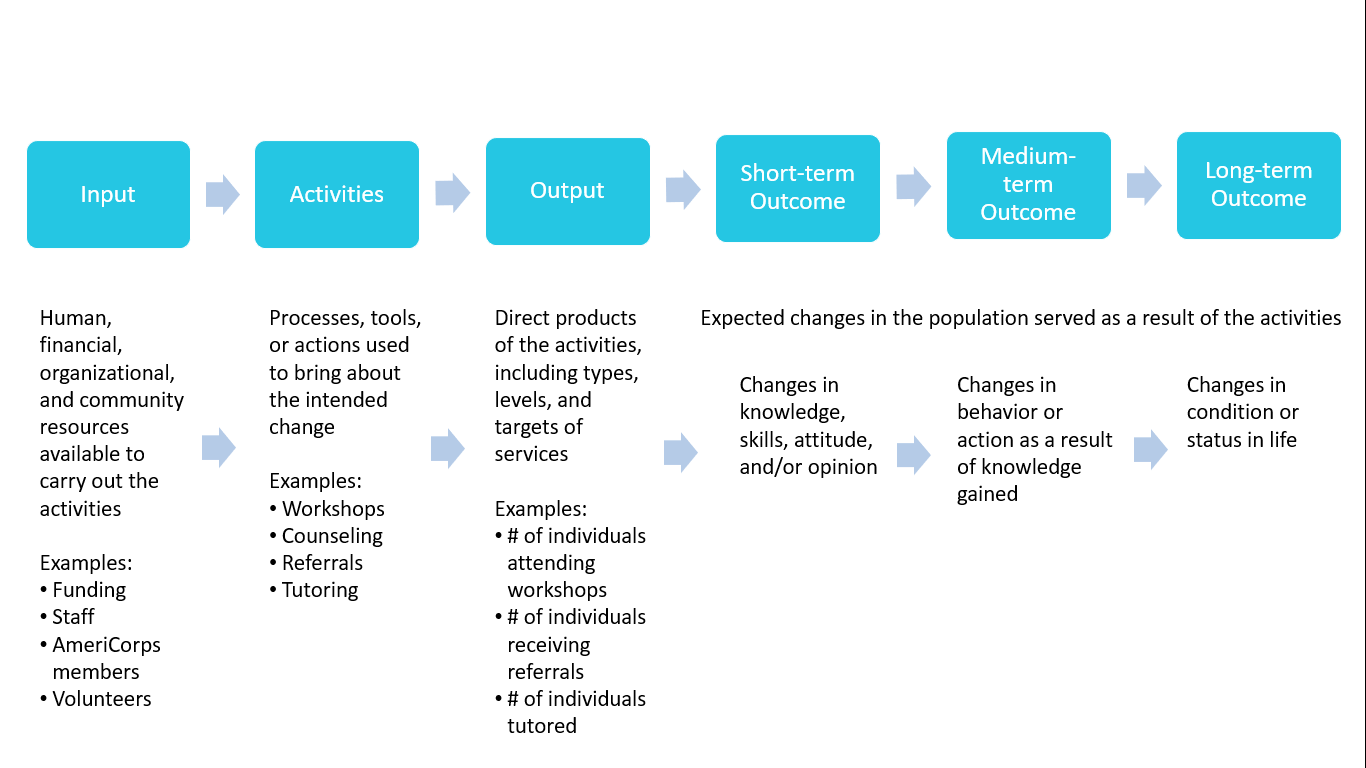 Input
Activities
Output
Short-term
Outcome
Medium-
term
Outcome
Long-term
Outcome
Human,
financial,
organizational,
and community
resources
available to
carry out the
activities
Examples:
• Funding
• Staff
• AmeriCorps
members
• Volunteers
Processes, tools,
or actions used
to bring about
the intended
change
Examples:
• Workshops
• Counseling
• Referrals
• Tutoring
Direct products
of the activities,
including types,
levels, and
targets of
services
Examples:
• # of individuals
attending
workshops
• # of individuals
receiving
referrals
• # of individuals
tutored
Expected changes in the population served as a result of the activities
Changes in
knowledge,
skills, attitude,
and/or opinion
Changes in
behavior or
action as a result
of knowledge
gained
Changes in
condition or
status in life